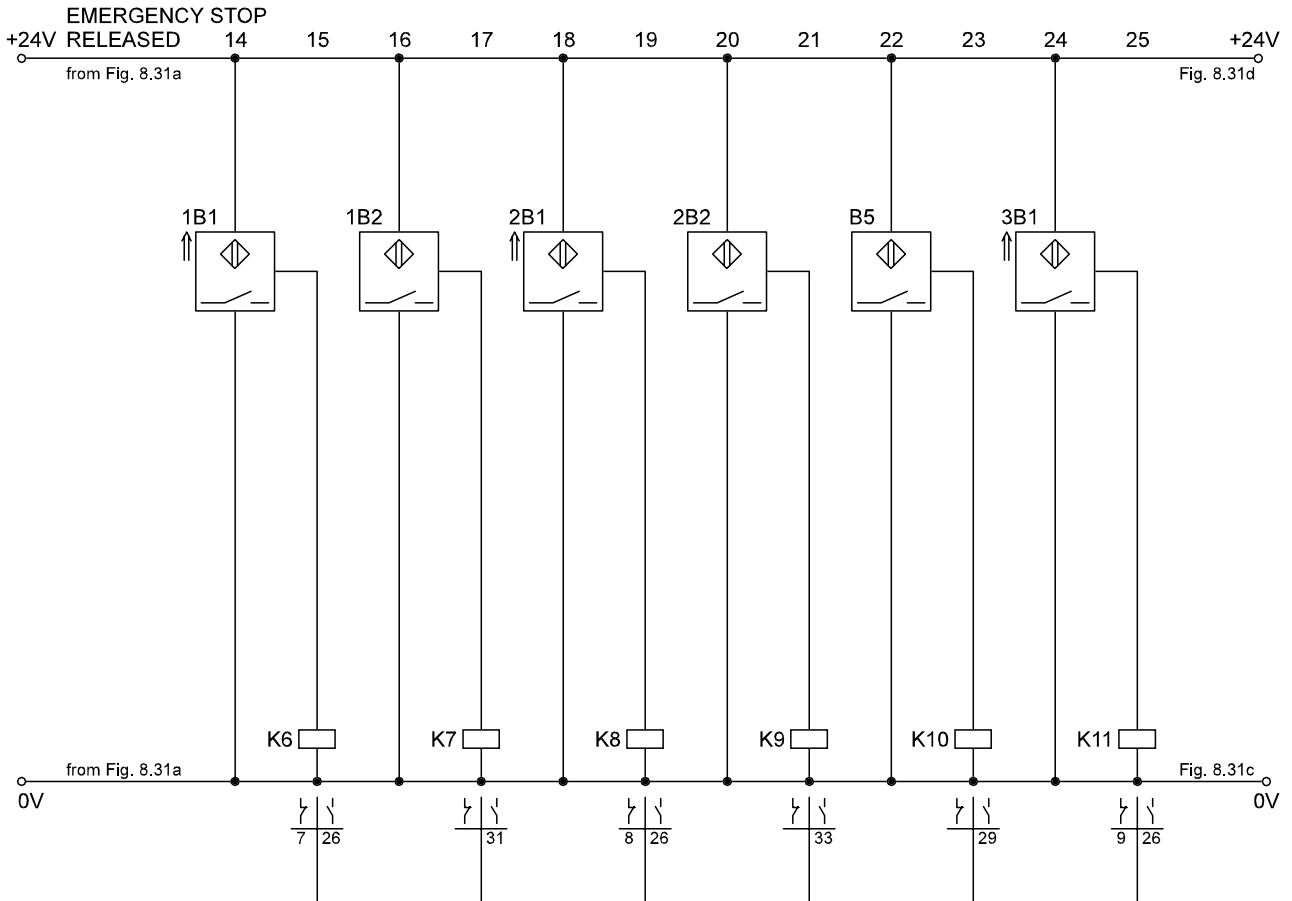 EMERGENCY STOP
+24V RELEASED 14 15 16 17 18 19 20 21 22 23 24 25 +24V
from Fig. 8.31a Fig. 8.31d
1B1 1B2 2B1 2B2 B5 3B1
K6 K7 K8 K9 K10 K11
from Fig. 8.31a Fig. 8.31c
0V 0V
7 26 31 8 26 33 29 9 26